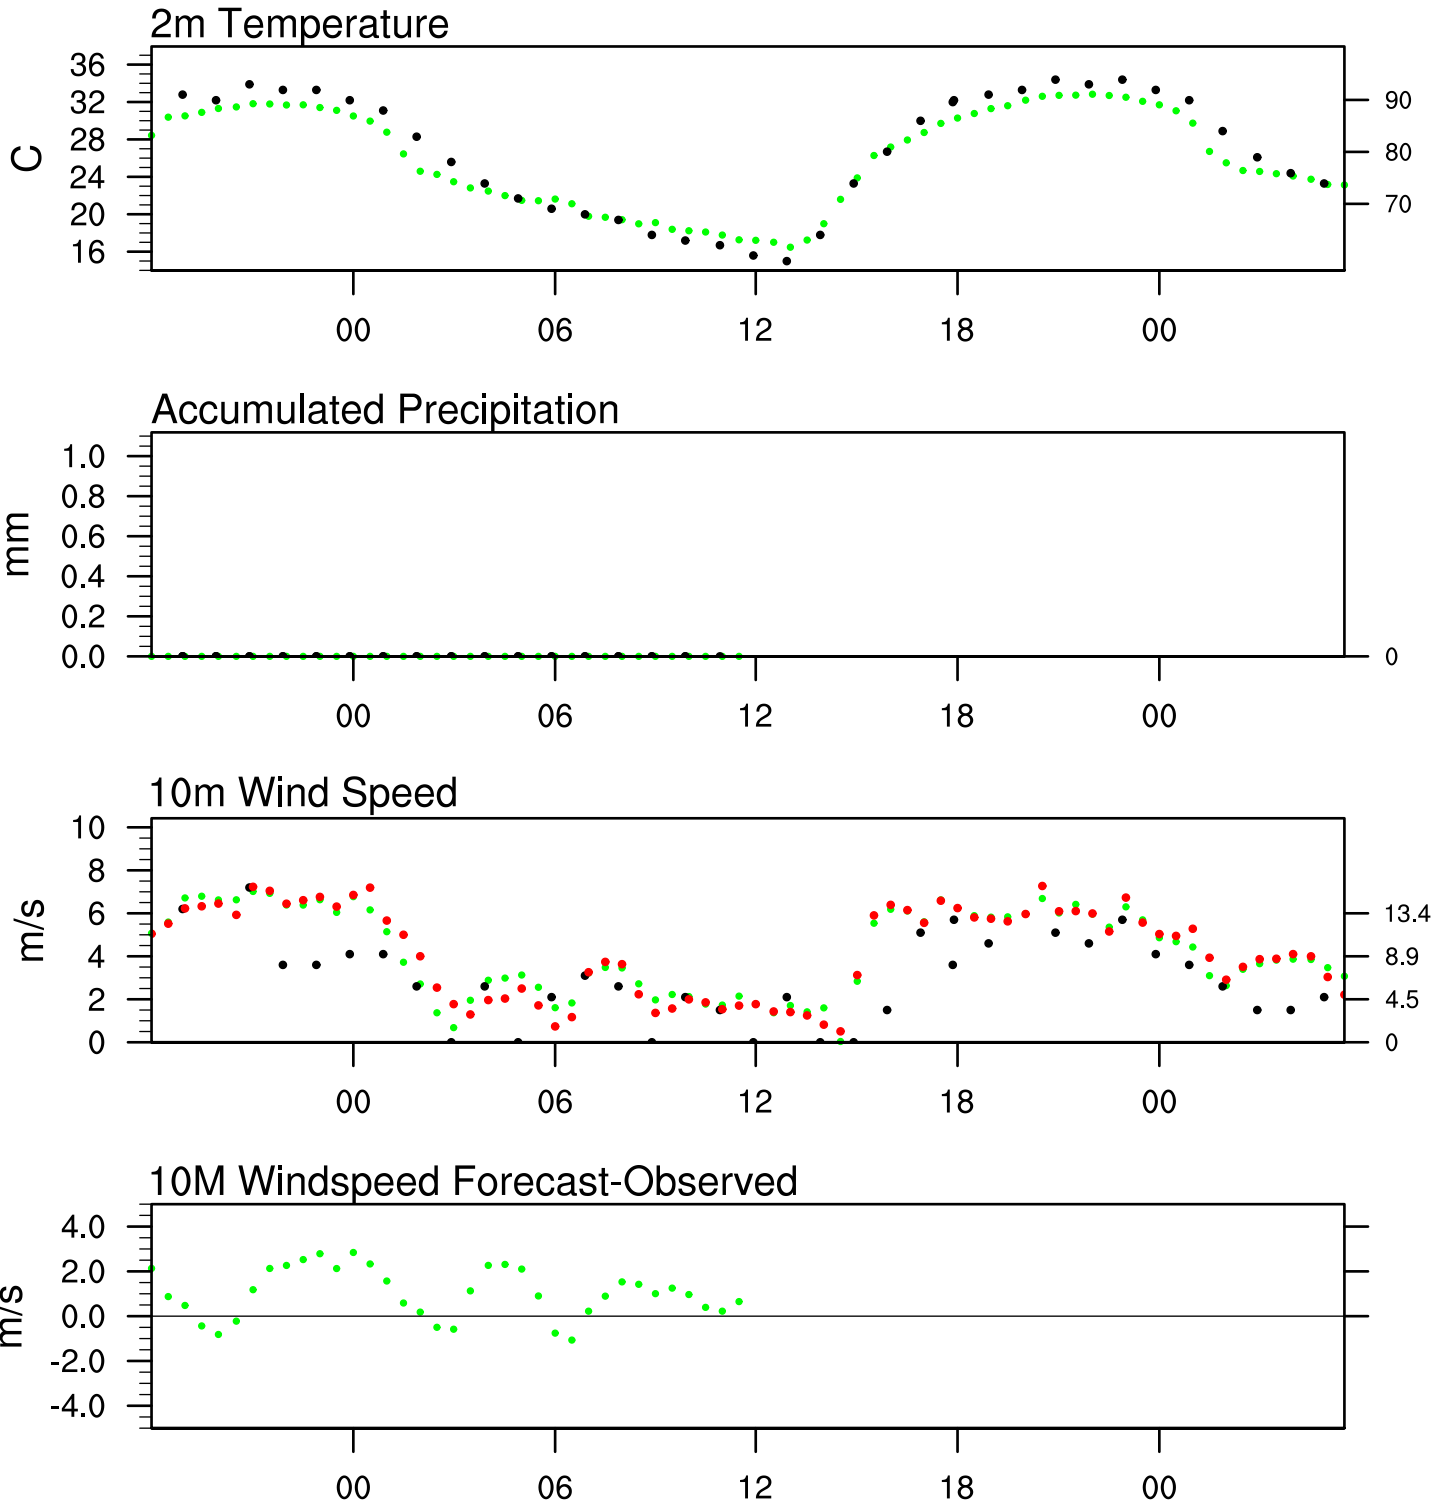 2m Temperature
36
32
28
24
20
16
C
90
80
70
00 06 12 18 00
Accumulated Precipitation
1.0
0.8
0.6
0.4
0.2
0.0
mm
0
00 06 12 18 00
10m Wind Speed
10
8
6
4
2
0
m/s
13.4
8.9
4.5
0
00 06 12 18 00
10M Windspeed Forecast-Observed
4.0
2.0
0.0
-2.0
-4.0
m/s
00 06 12 18 00